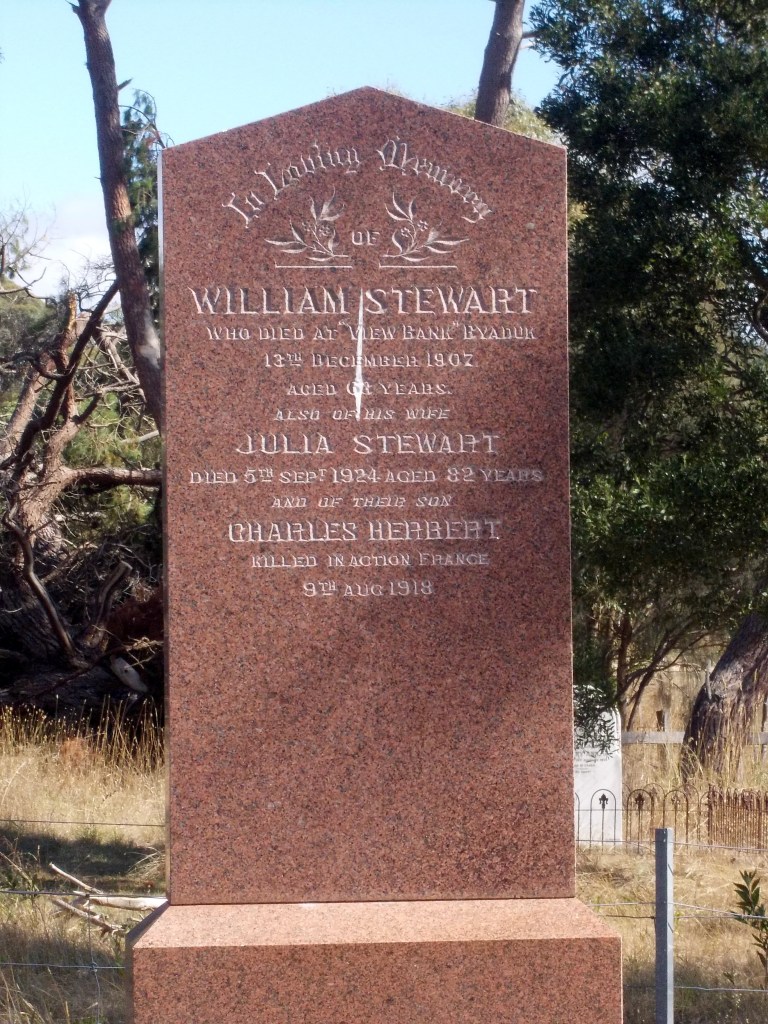 In Loving Memory
OF
WILLIAM STEWART
WHO DIED AT "VIEW BANK" BYADUK
13TH DECEMBER 1907
AGED YEARS.
ALSO OF HIS WIFE
JULIA STEWART
DIED 5TH SEPT 1924 AGED 82 YEARS
AND OF THEIR SON
CHARLES HERBERT
KILLED IN ACTION FRANCE
9TH AUG 1918